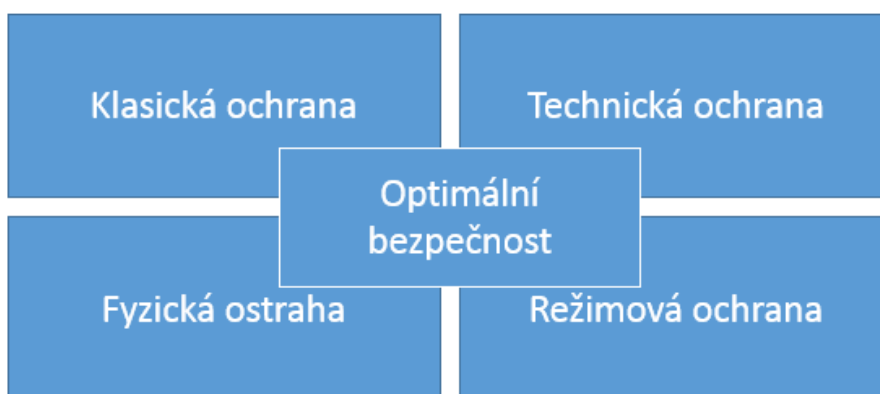 Klasická ochrana
Technická ochrana
Optimální
bezpečnost
Fyzická ostraha
Režimová ochrana